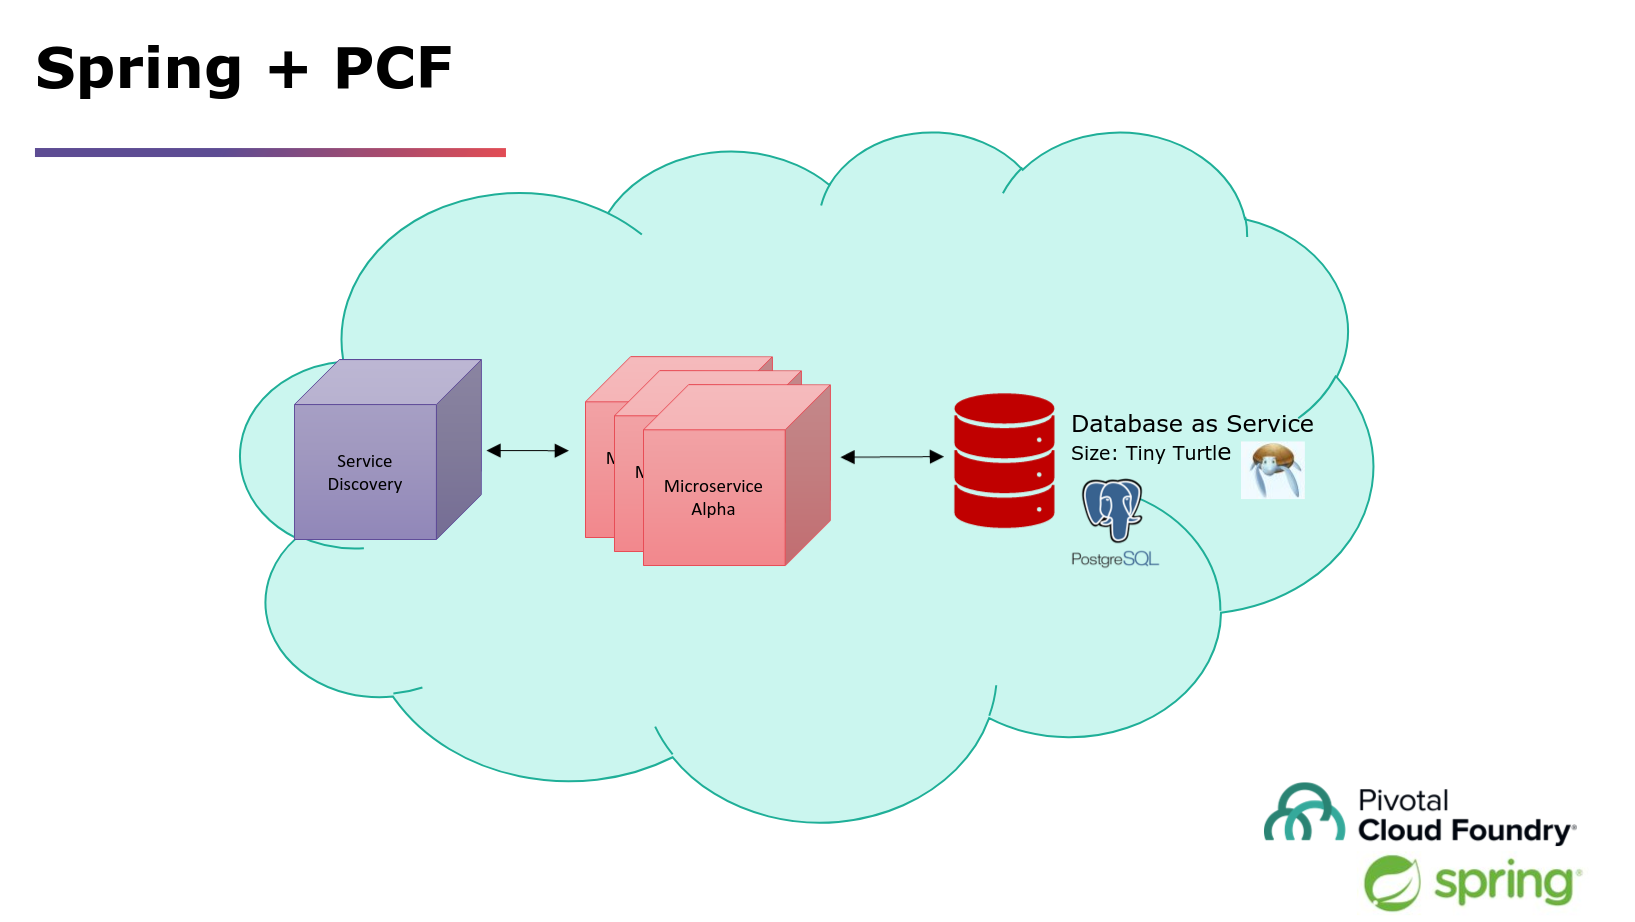 Spring + PCF
Service
Discovery
M
M
Microservice
Alpha
Database as Service
Size: Tiny Turtle
PostgreSQL
Pivotal
Cloud Foundry®
spring®